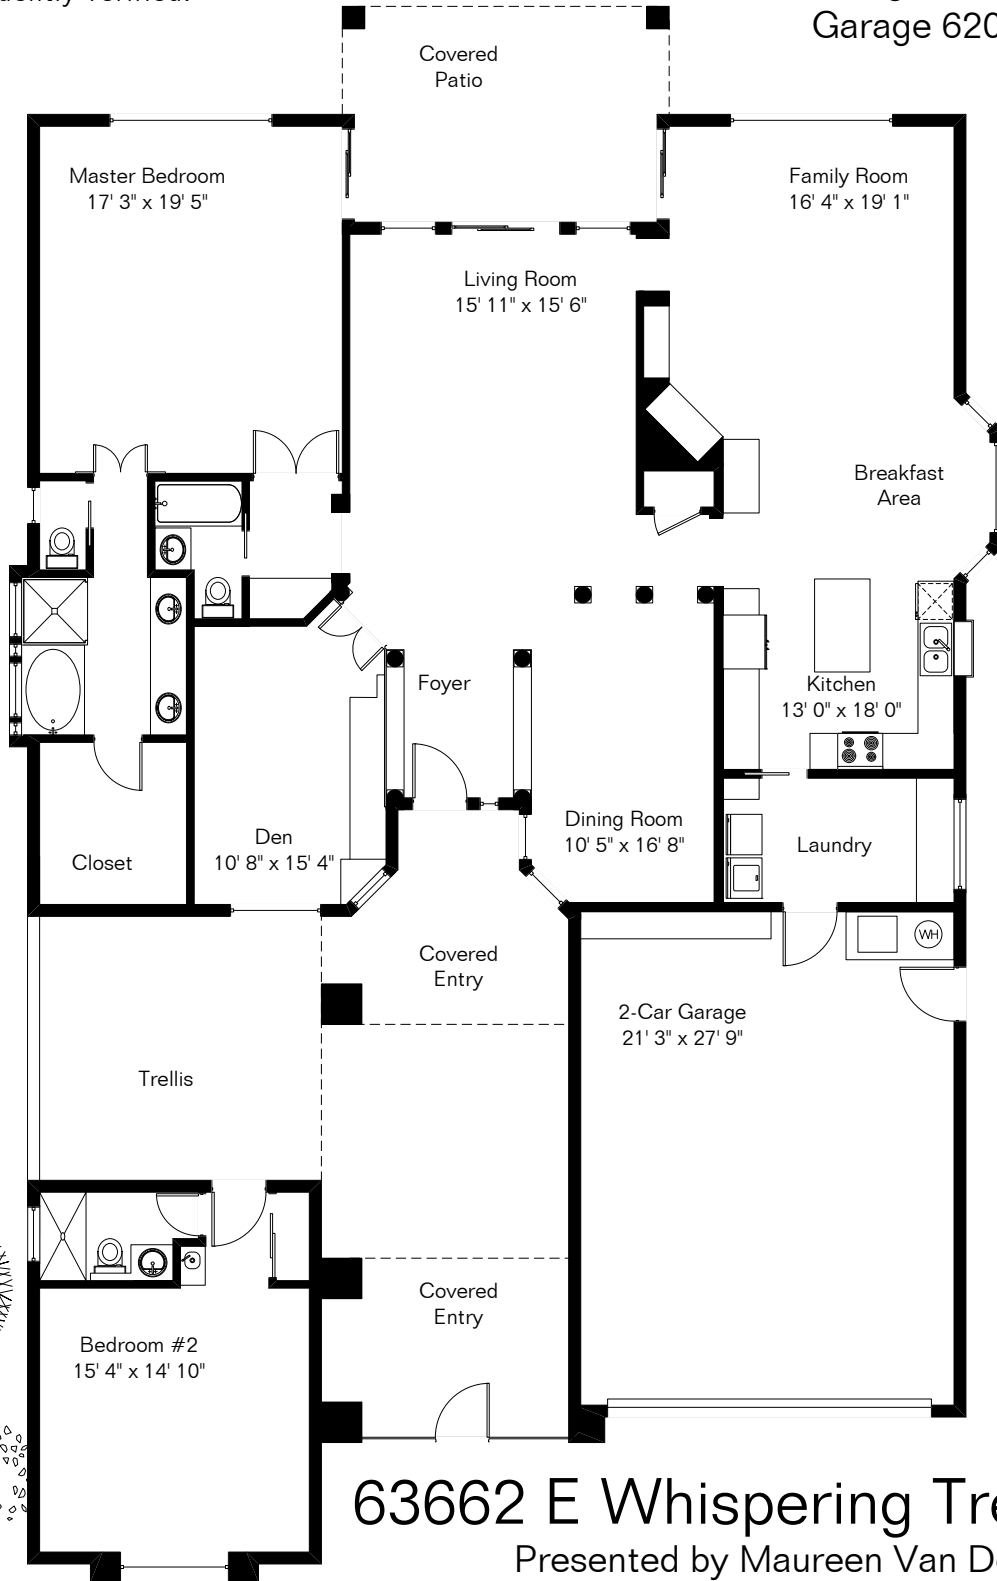 Garage 620
Covered
Patio
Master Bedroom
17' 3" x 19' 5"
Family Room
16' 4" x 19' 1"
Living Room
15' 11" x 15' 6"
Breakfast
Area
Foyer
Kitchen
13' 0" x 18' 0"
Dining Room
10' 5" x 16' 8"
Den
10' 8" x 15' 4"
Laundry
Closet
WH
Covered
Entry
2-Car Garage
21' 3" x 27' 9"
Trellis
Covered
Entry
Bedroom #2
15' 4" x 14' 10"
63662 E Whispering Tre
Presented by Maureen Van D